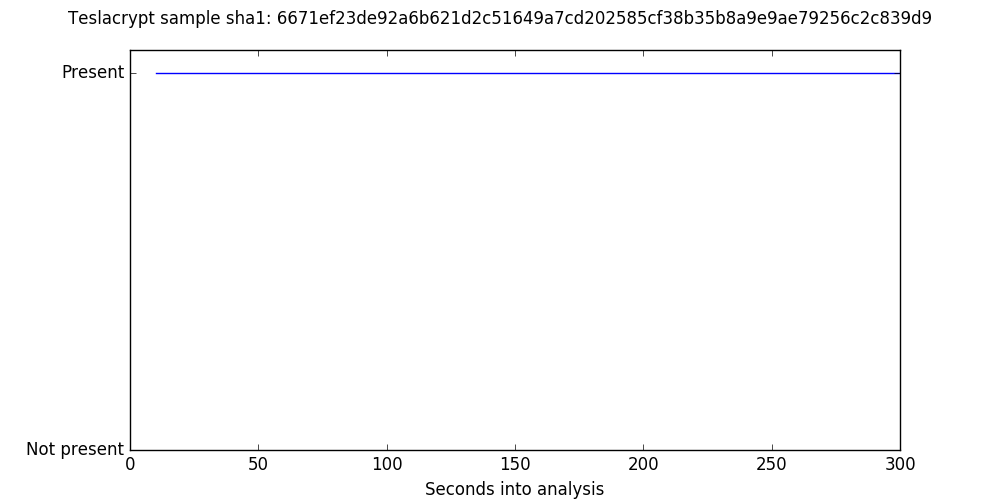 Teslacrypt sample sha1: 6671ef23de92a6b621d2c51649a7cd202585cf38b35b8a9e9ae79256c2c839d9
Present
Not present
0 50 100 150 200 250 300
Seconds into analysis